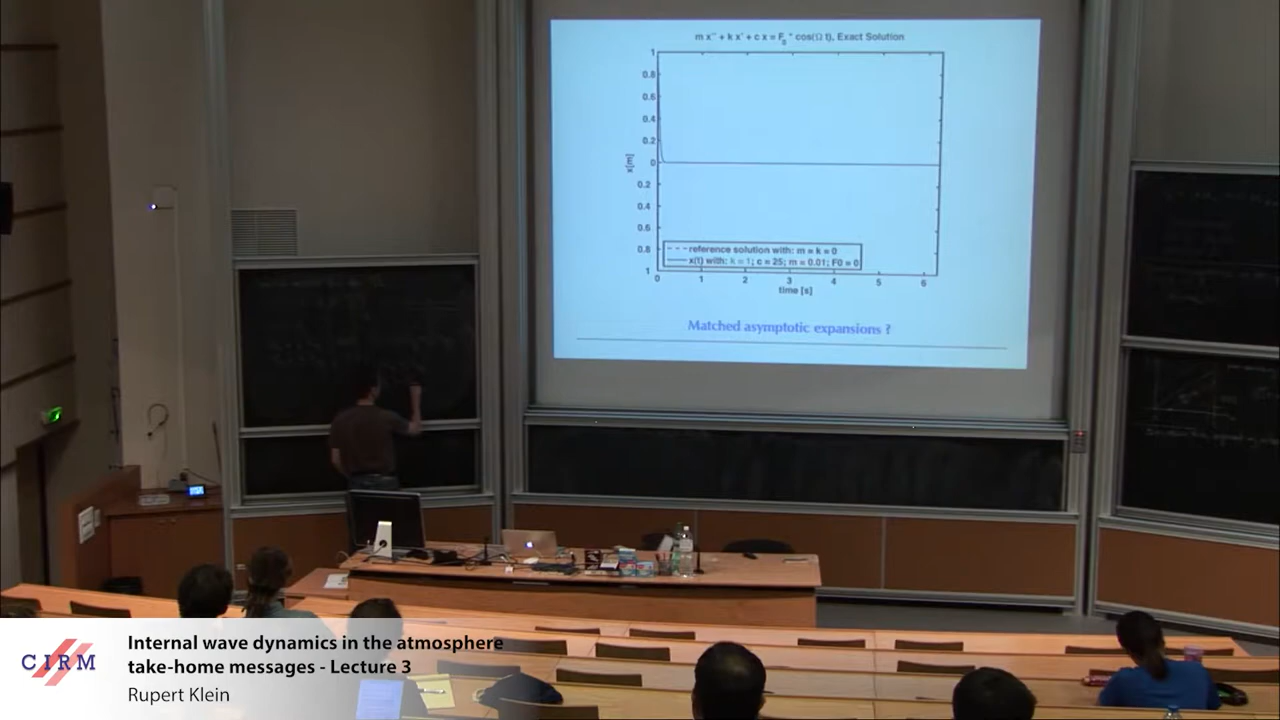 m x'' + k x' + c x = F_0 * cos(Ω t), Exact Solution
1
0.8
0.6
0.4
0.2
0
0.2
0.4
0.6
0.8
1
x[m]
reference solution with: m = k = 0
x(t) with: k = 1; c = 25; m = 0.01; F0 = 0
0 1 2 3 4 5 6
time [s]
Matched asymptotic expansions ?
CIRM
Internal wave dynamics in the atmosphere
take-home messages - Lecture 3
Rupert Klein